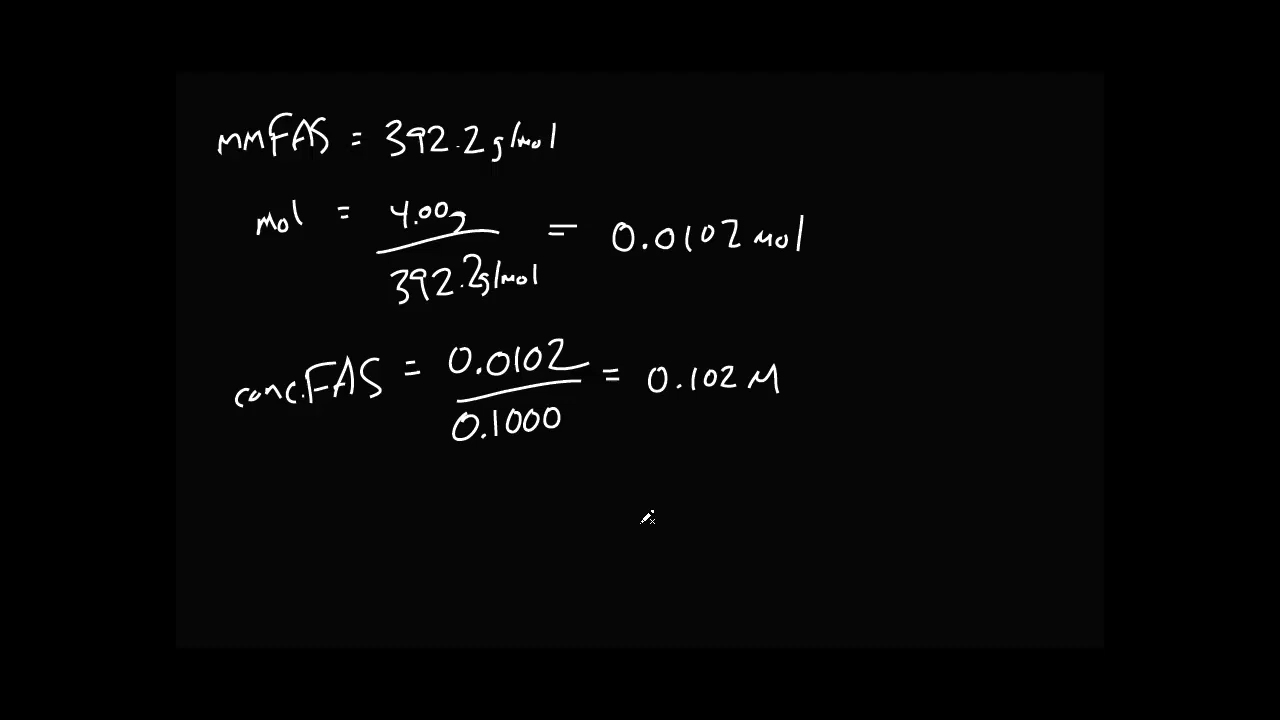 mmFAS = 392.2g/mol
mol = 4.00g / 392.2g/mol = 0.0102 mol
conc.FAS = 0.0102 / 0.1000 = 0.102 M